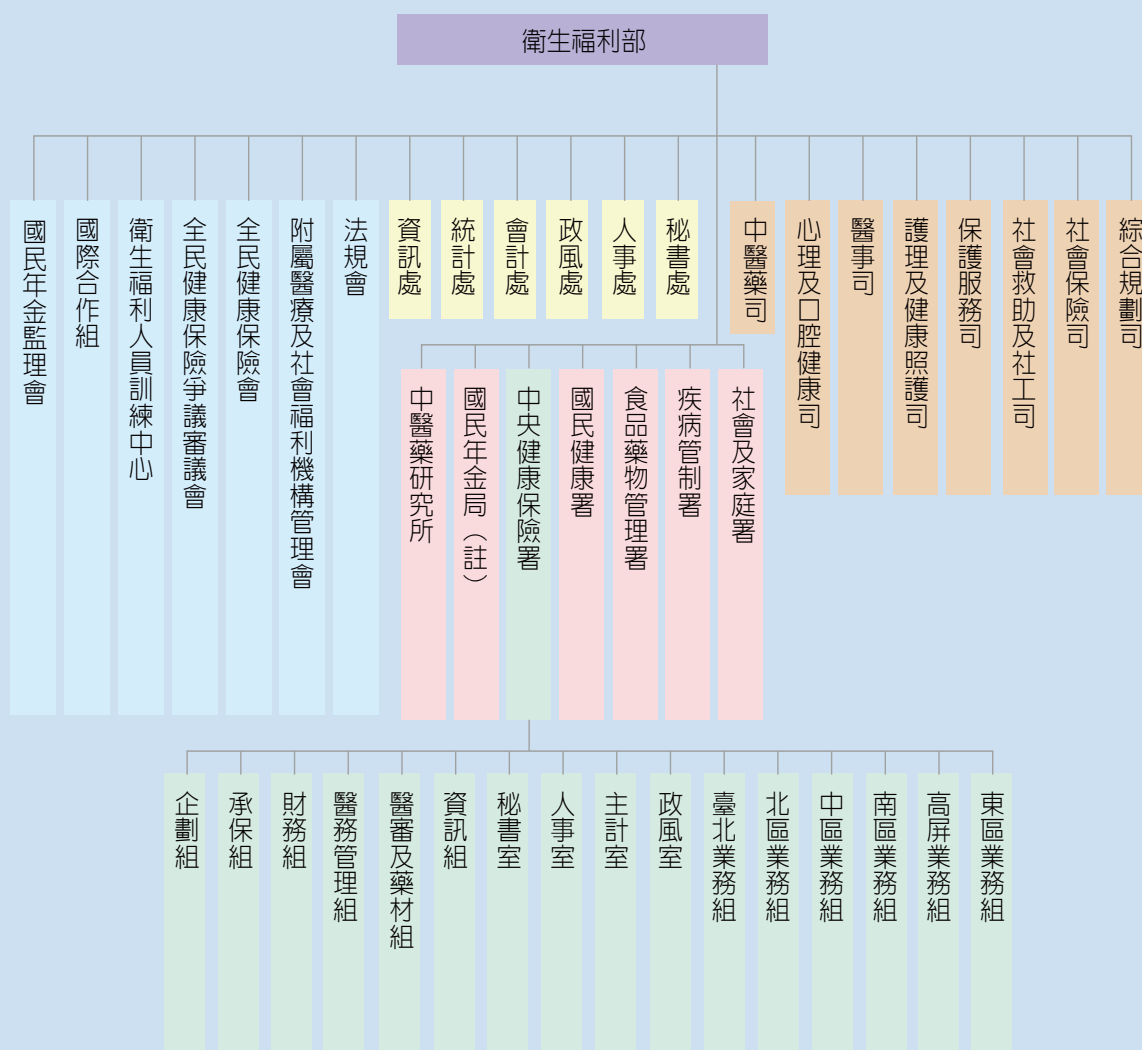 衛生福利部
國民年金監理會
國際合作組
衛生福利人員訓練中心
全民健康保險爭議審議會
全民健康保險會
附屬醫療及社會福利機構管理會
法規會
資訊處
統計處
會計處
政風處
人事處
秘書處
中醫藥司
心理及口腔健康司
醫事司
護理及健康照護司
保護服務司
社會救助及社工司
社會保險司
綜合規劃司
中醫藥研究所
國民年金局（註）
中央健康保險署
國民健康署
食品藥物管理署
疾病管制署
社會及家庭署
企劃組
承保組
財務組
醫務管理組
醫審及藥材組
資訊組
秘書室
人事室
主計室
政風室
臺北業務組
北區業務組
中區業務組
南區業務組
高屏業務組
東區業務組